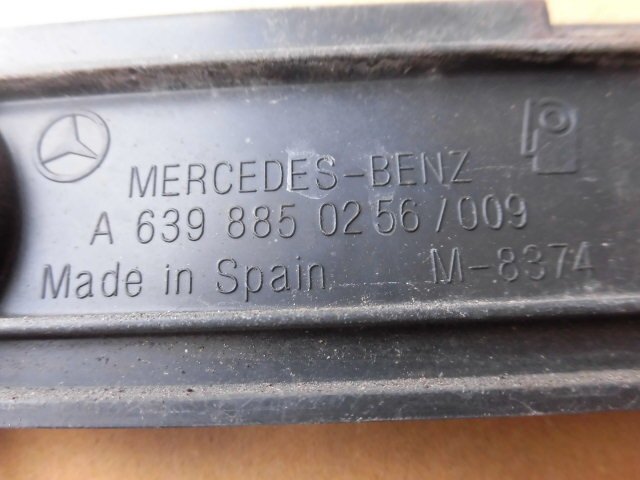 MERCEDES-BENZ
A 639 885 02 56/009
Made in Spain M-8374